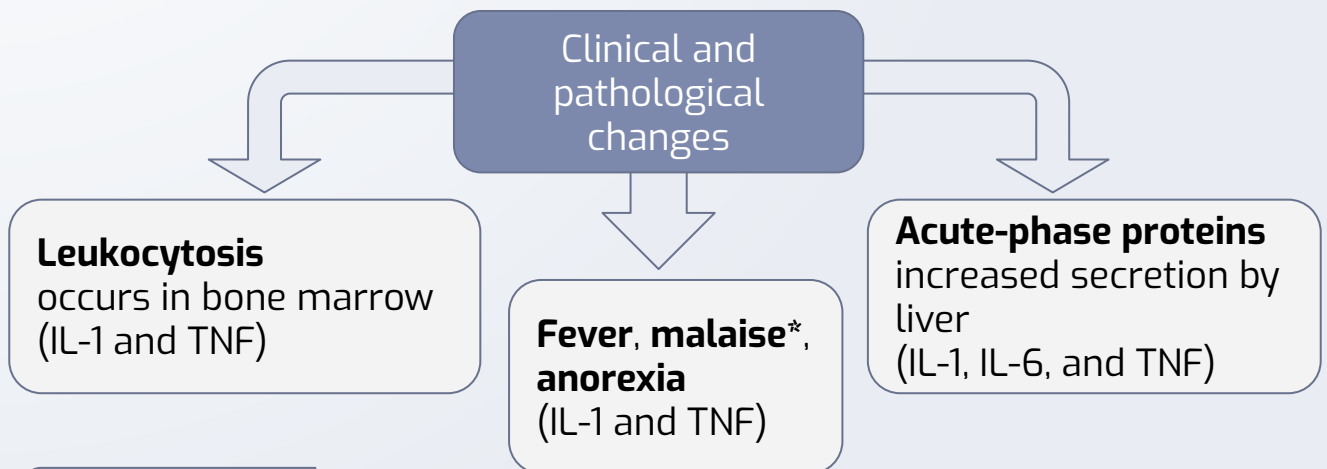 Clinical and
pathological
changes
Leukocytosis
occurs in bone marrow
(IL-1 and TNF)
Fever, malaise*,
anorexia
(IL-1 and TNF)
Acute-phase proteins
increased secretion by
liver
(IL-1, IL-6, and TNF)